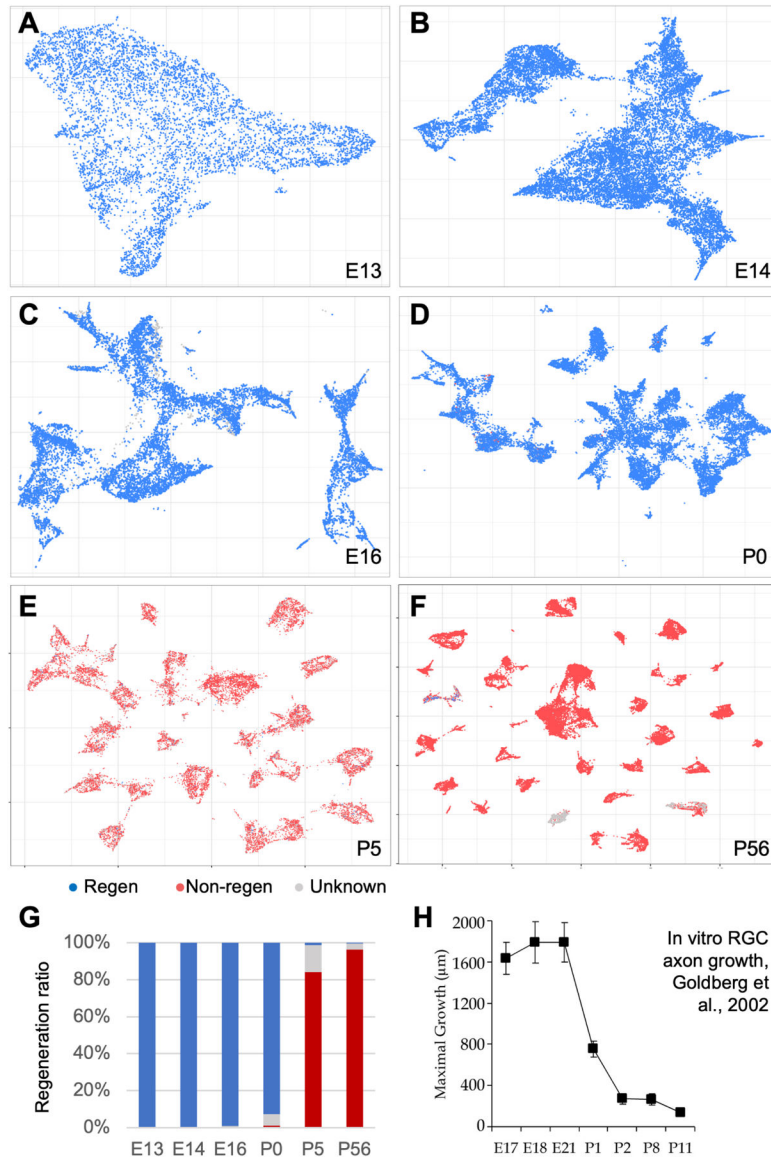 A
E13
B
E14
C
E16
D
P0
E
P5
F
P56
Regen
Non-regen
Unknown
G
100%
80%
60%
40%
20%
0%
Regeneration ratio
E13 E14 E16 P0 P5 P56
H
2000
1600
1200
800
400
0
Maximal Growth (μm)
E17 E18 E21 P1 P2 P8 P11
In vitro RGC
axon growth,
Goldberg et
al., 2002